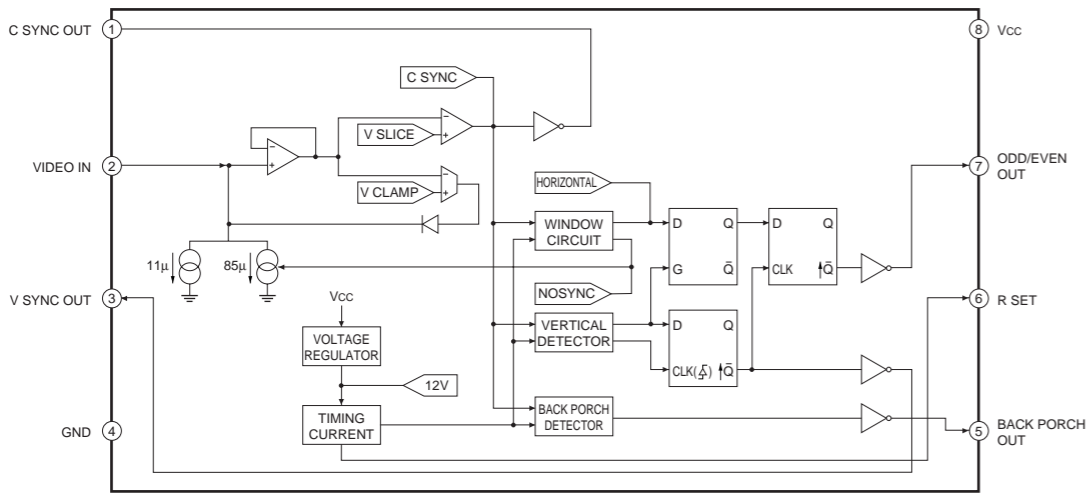 C SYNC OUT
1
8
VCC
C SYNC
−
V SLICE
+
−
+
VIDEO IN
2
−
V CLAMP
+
HORIZONTAL
7
ODD/EVEN
OUT
WINDOW
CIRCUIT
D
Q
G
Q̄
D
Q
CLK
Q̄
11µ
85µ
NOSYNC
V SYNC OUT
3
VCC
6
R SET
VOLTAGE
REGULATOR
VERTICAL
DETECTOR
D
Q
CLK( )
Q̄
12V
TIMING
CURRENT
BACK PORCH
DETECTOR
GND
4
5
BACK PORCH
OUT